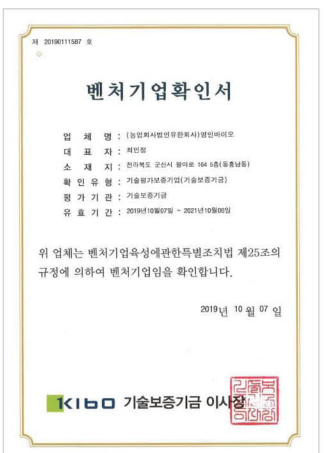 제 20190111587 호
벤처기업확인서
업 체 명 : (농업회사법인유한회사)영인바이오
대 표 자 : 최민정
소 재 지 : 전라북도 군산시 팔마로 164 5층(동흥남동)
확 인 유 형 : 기술평가보증기업(기술보증기금)
평 가 기 관 : 기술보증기금
유 효 기 간 : 2019년10월07일 ~ 2021년10월06일
위 업체는 벤처기업육성에관한특별조치법 제25조의
규정에 의하여 벤처기업임을 확인합니다.
2019년 10 월 07 일
KIBO 기술보증기금 이사장